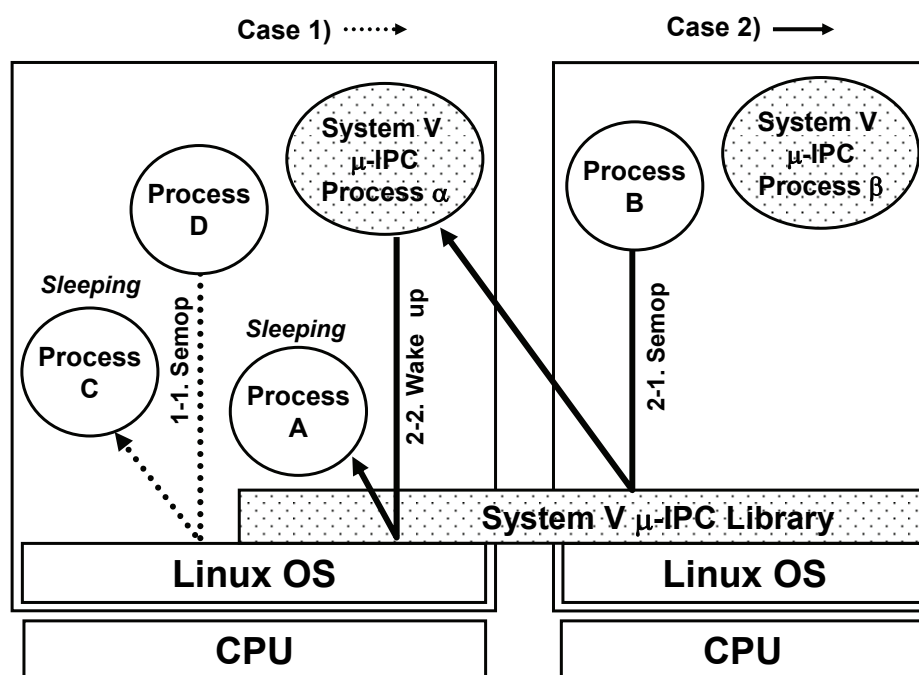 Case 1)
Case 2)
System V
μ-IPC
Process α
System V
μ-IPC
Process β
Process
D
Process
B
Sleeping
Process
C
1-1. Semop
Sleeping
Process
A
2-2. Wake up
2-1. Semop
System V μ-IPC Library
Linux OS
Linux OS
CPU
CPU